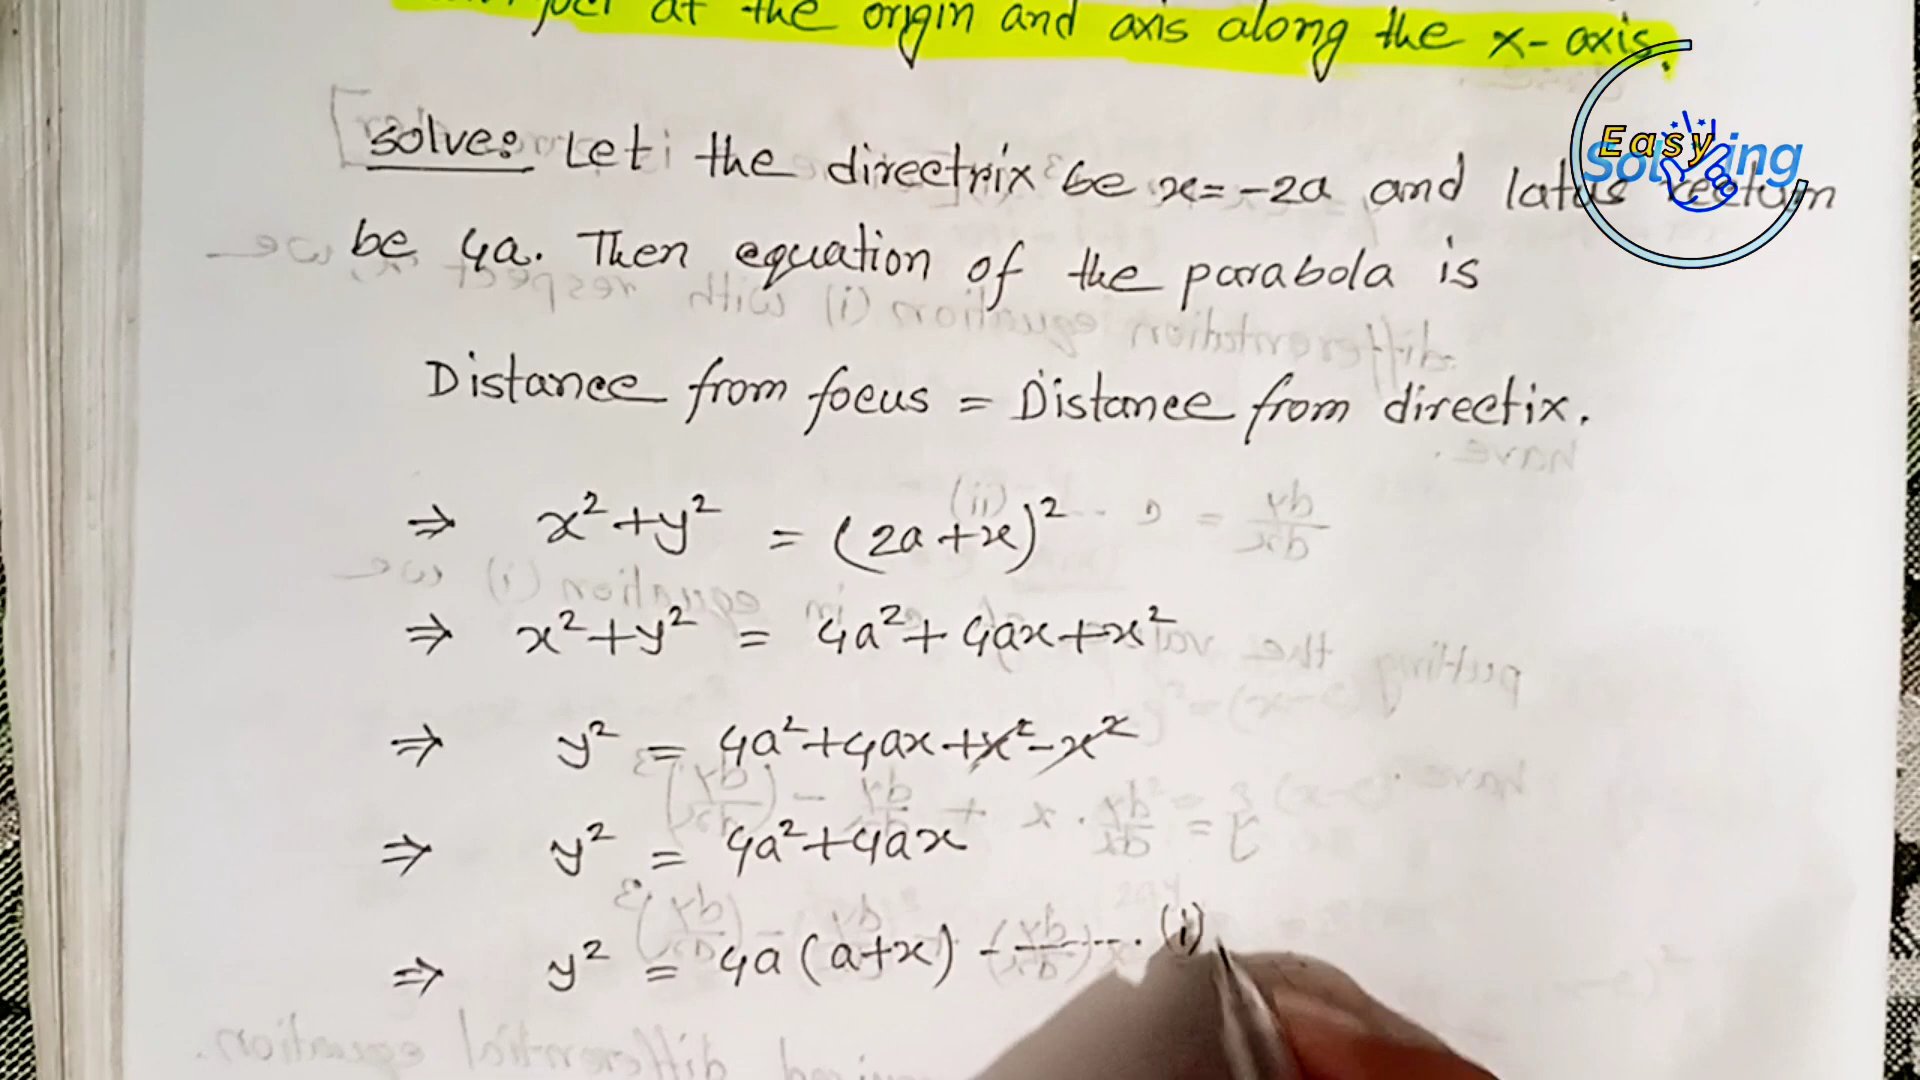 at the origin and axis along the x-axis.
Easy
Solving
Solve: Let the directrix be x=-2a and latus rectum
be 4a. Then equation of the parabola is
Distance from focus = Distance from directix.
⇒ x²+y² = (2a+x)²
⇒ x²+y² = 4a²+4ax+x²
⇒ y² = 4a²+4ax+x²-x²
⇒ y² = 4a²+4ax
⇒ y² = 4a(a+x) ------ (i)